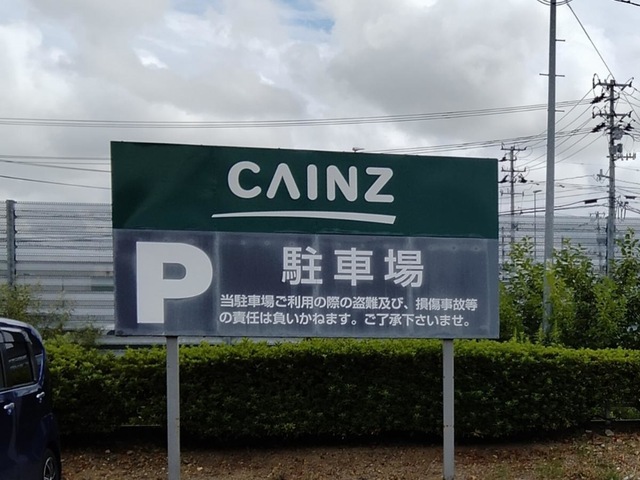 CAINZ
P
駐車場
当駐車場ご利用の際の盗難及び、損傷事故等
の責任は負いかねます。ご了承下さいませ。